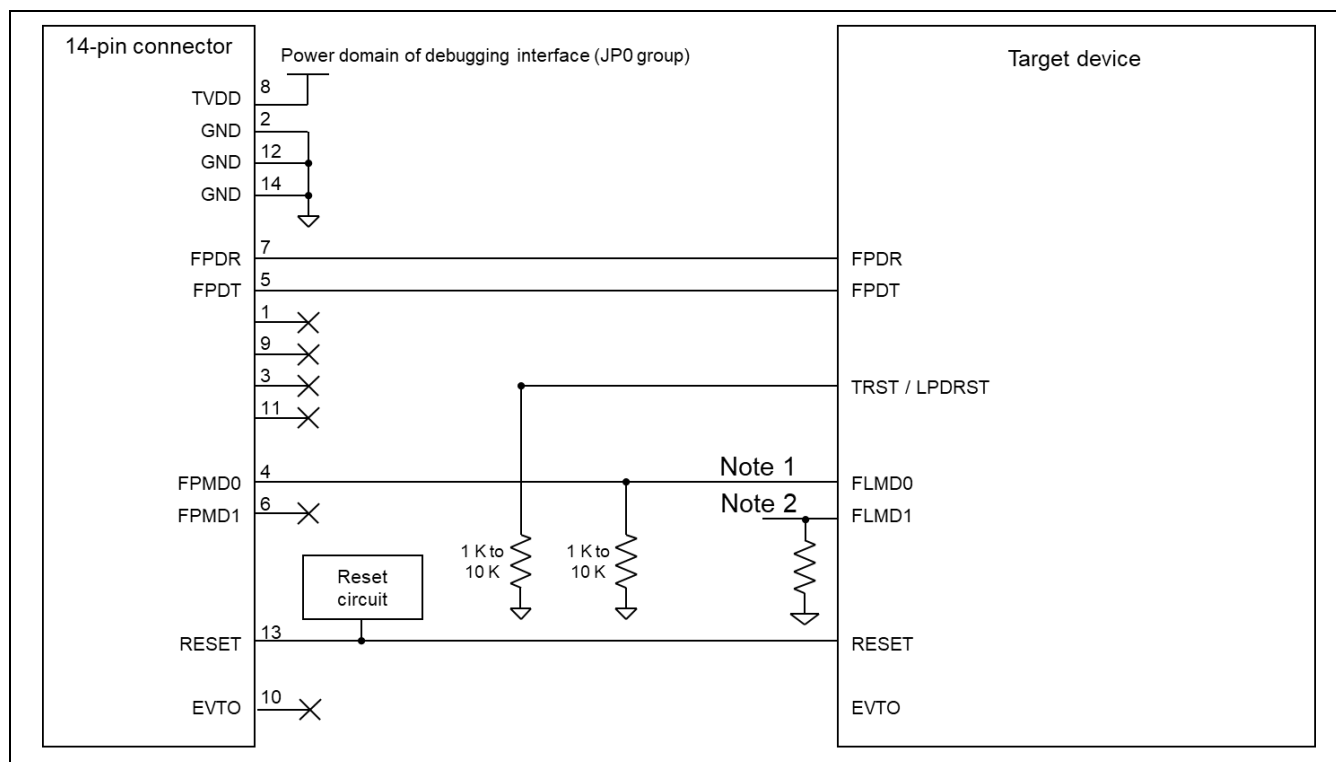 14-pin connector
Power domain of debugging interface (JP0 group)
Target device
TVDD 8
GND 2
GND 12
GND 14
FPDR 7 FPDR
FPDT 5 FPDT
1
9
3 TRST / LPDRST
11
FPMD0 4 Note 1 FLMD0
FPMD1 6 Note 2 FLMD1
1 K to
10 K
1 K to
10 K
Reset
circuit
RESET 13 RESET
EVTO 10 EVTO